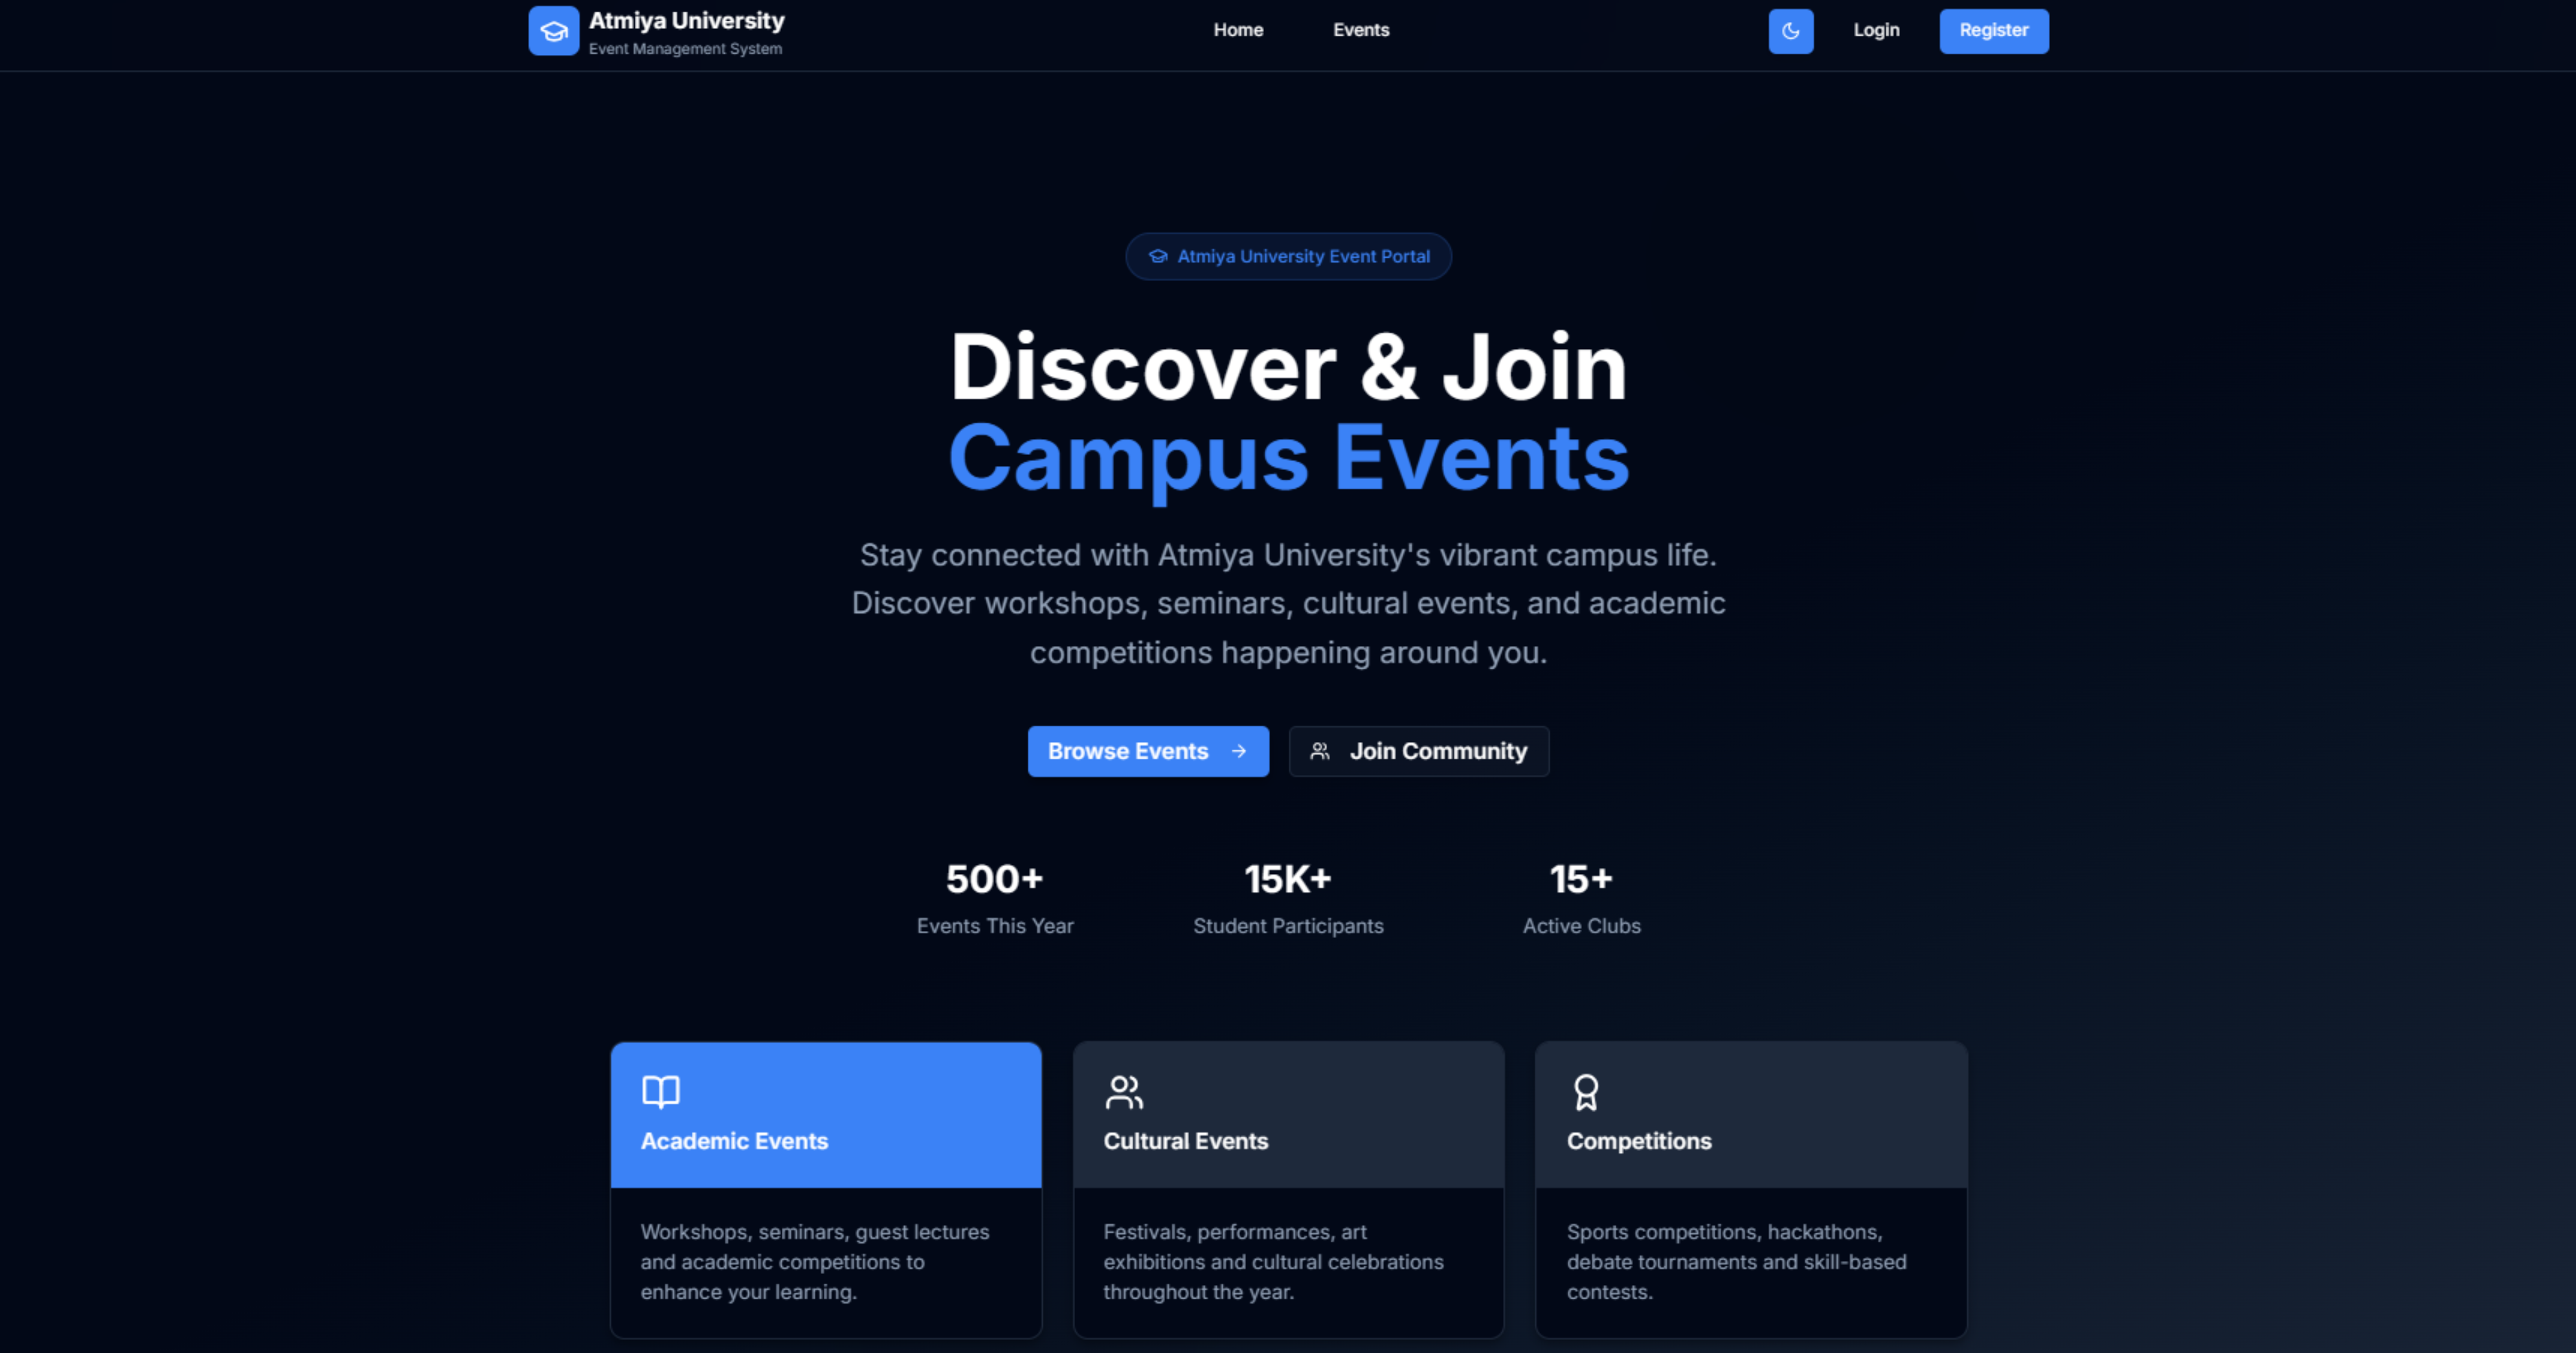 Atmiya University
Event Management System
Home
Events
Login
Register
Atmiya University Event Portal
Discover & Join
Campus Events
Stay connected with Atmiya University's vibrant campus life.
Discover workshops, seminars, cultural events, and academic
competitions happening around you.
Browse Events
Join Community
500+
Events This Year
15K+
Student Participants
15+
Active Clubs
Academic Events
Workshops, seminars, guest lectures
and academic competitions to
enhance your learning.
Cultural Events
Festivals, performances, art
exhibitions and cultural celebrations
throughout the year.
Competitions
Sports competitions, hackathons,
debate tournaments and skill-based
contests.